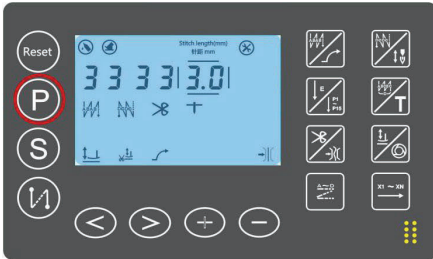 Reset
P
S
Stitch length(mm)
针距 mm
3 3 3 3 3.0
E
P1
P15
T
X1 ～ XN